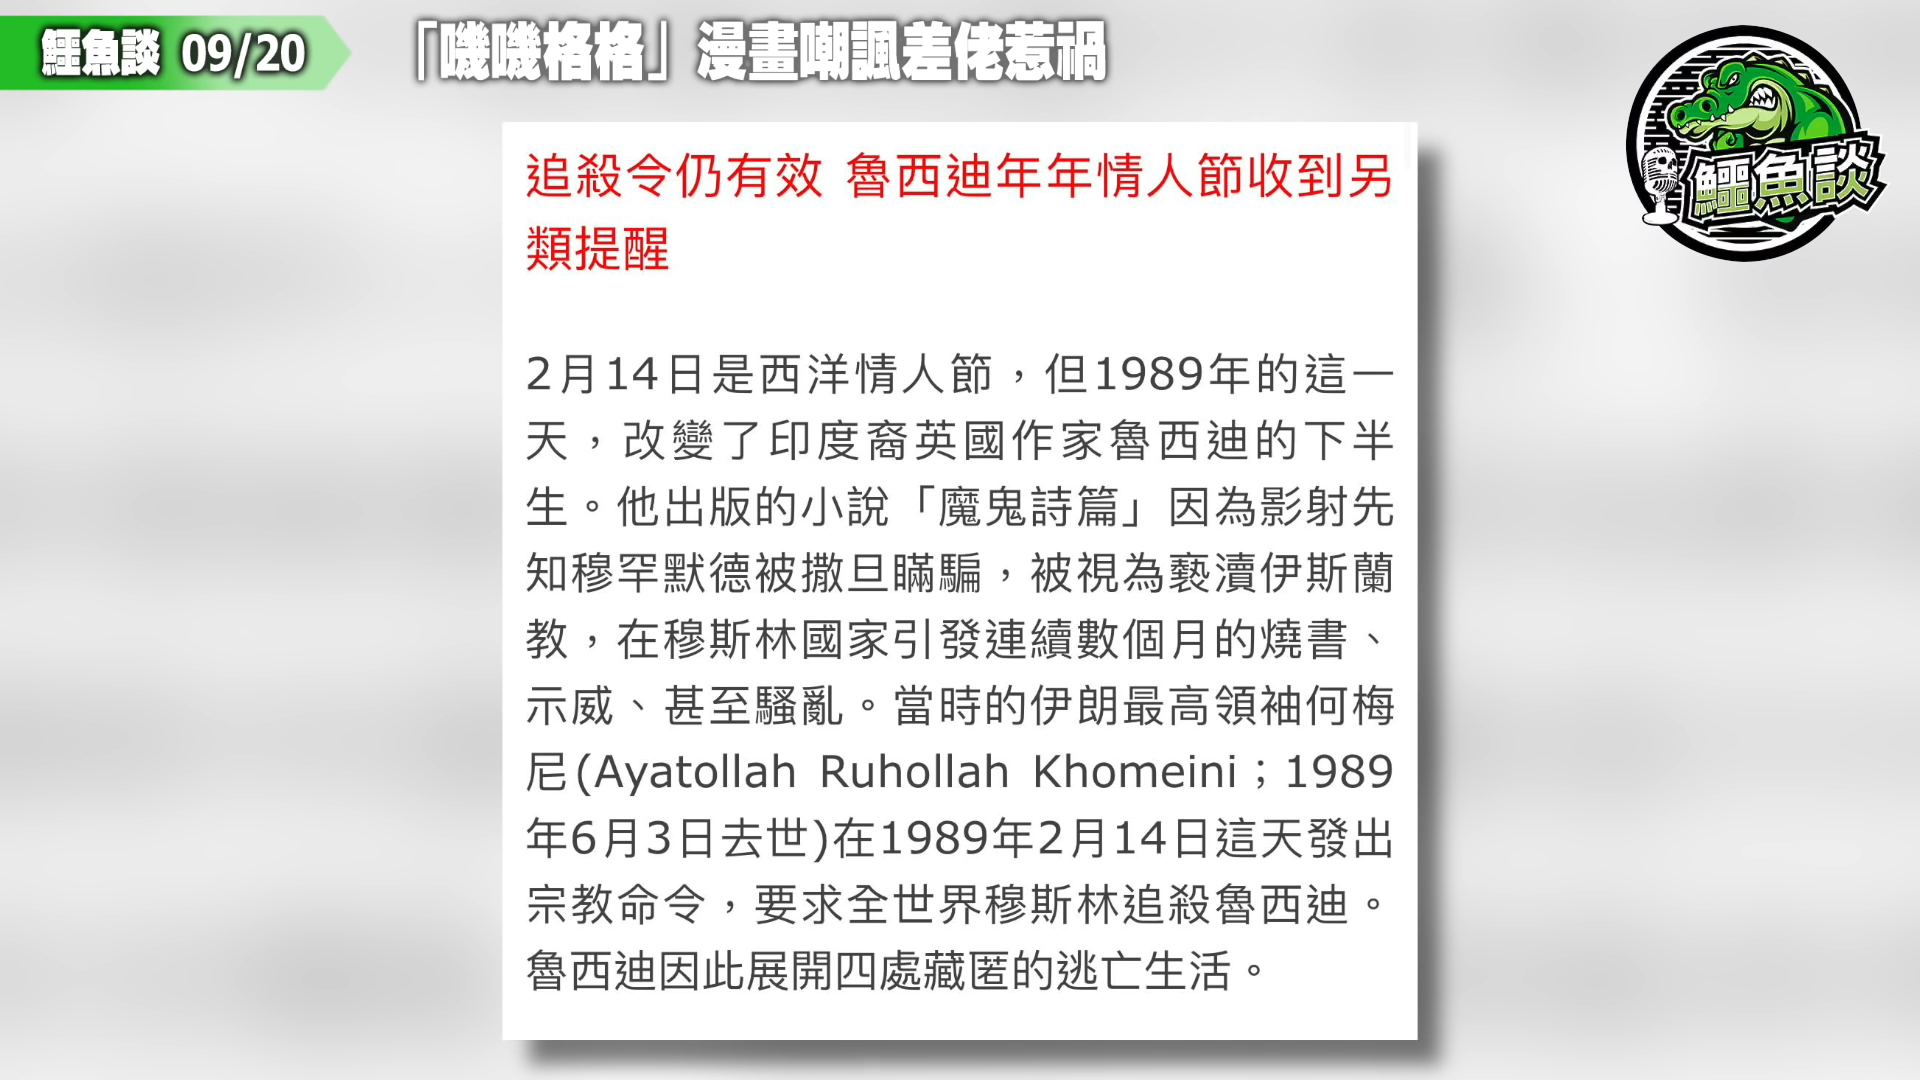 鱷魚談 09/20
「嘰嘰格格」漫畫嘲諷差佬惹禍
鱷魚談
追殺令仍有效 魯西迪年年情人節收到另
類提醒
2月14日是西洋情人節，但1989年的這一
天，改變了印度裔英國作家魯西迪的下半
生。他出版的小說「魔鬼詩篇」因為影射先
知穆罕默德被撒旦瞞騙，被視為褻瀆伊斯蘭
教，在穆斯林國家引發連續數個月的燒書、
示威、甚至騷亂。當時的伊朗最高領袖何梅
尼(Ayatollah Ruhollah Khomeini；1989
年6月3日去世)在1989年2月14日這天發出
宗教命令，要求全世界穆斯林追殺魯西迪。
魯西迪因此展開四處藏匿的逃亡生活。